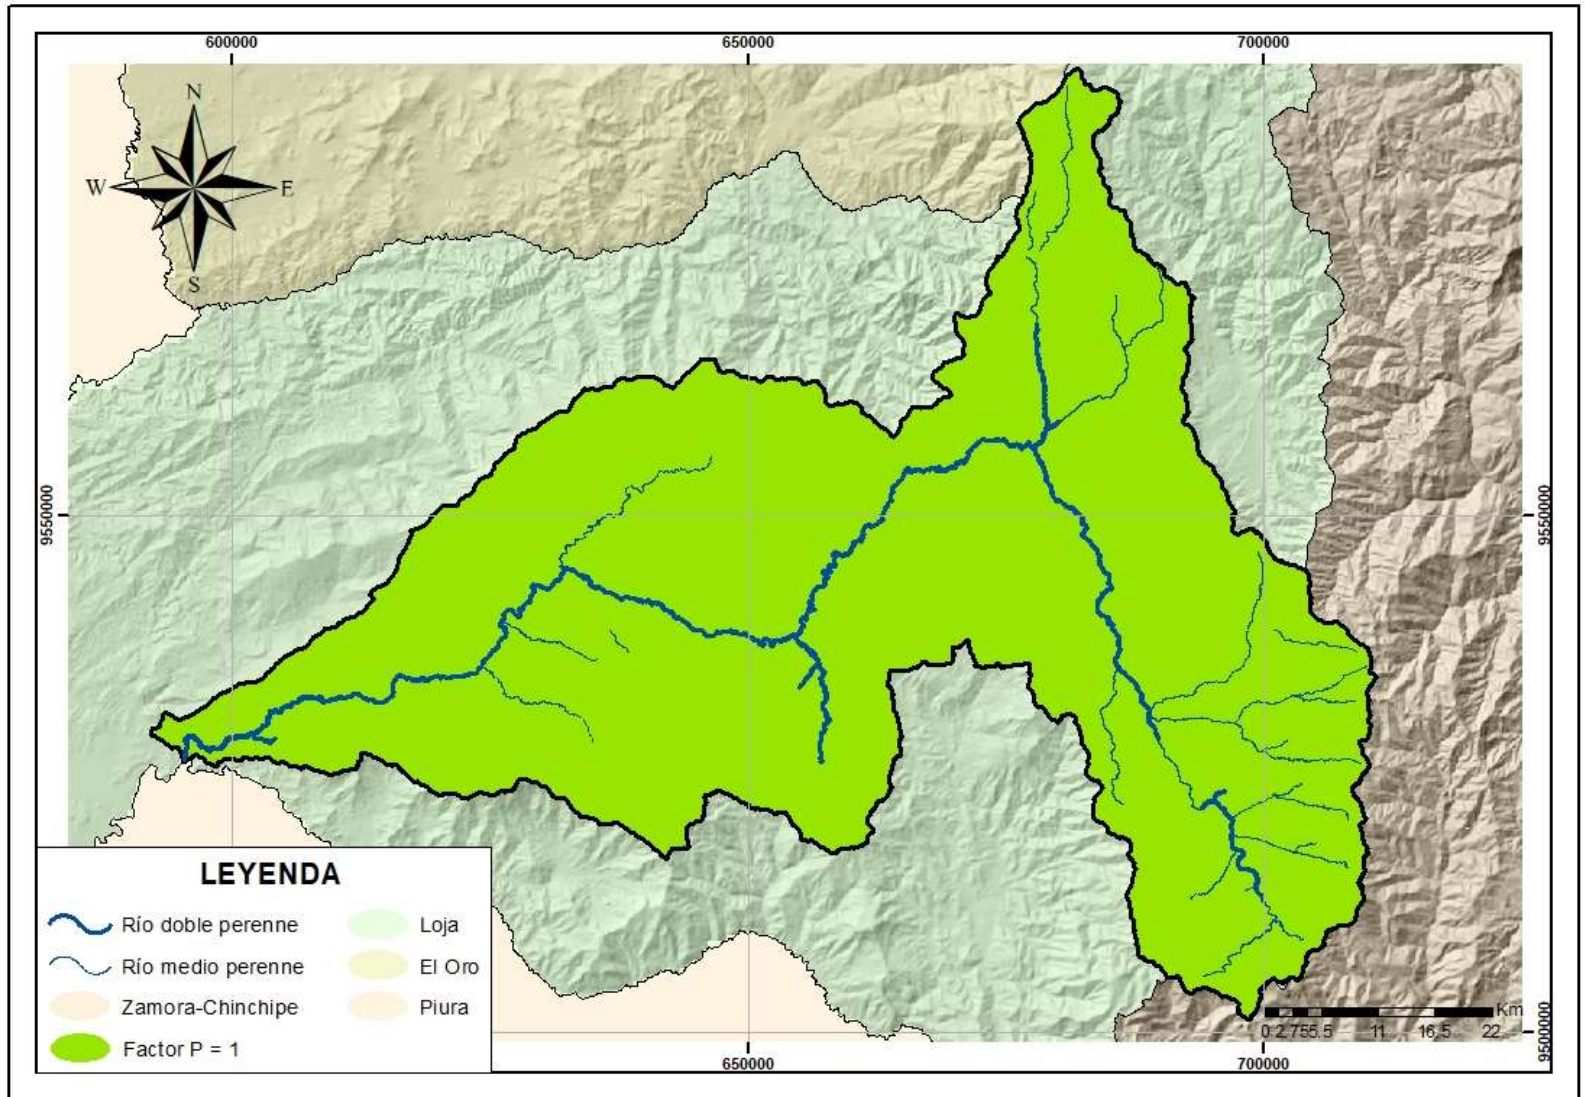 600000 650000 700000
N
W E
S
9550000 9550000
LEYENDA
Río doble perenne Loja
Río medio perenne El Oro
Zamora-Chinchipe Piura
Factor P = 1
Km
0 2.75 5.5 11 16.5 22
9500000
650000 700000